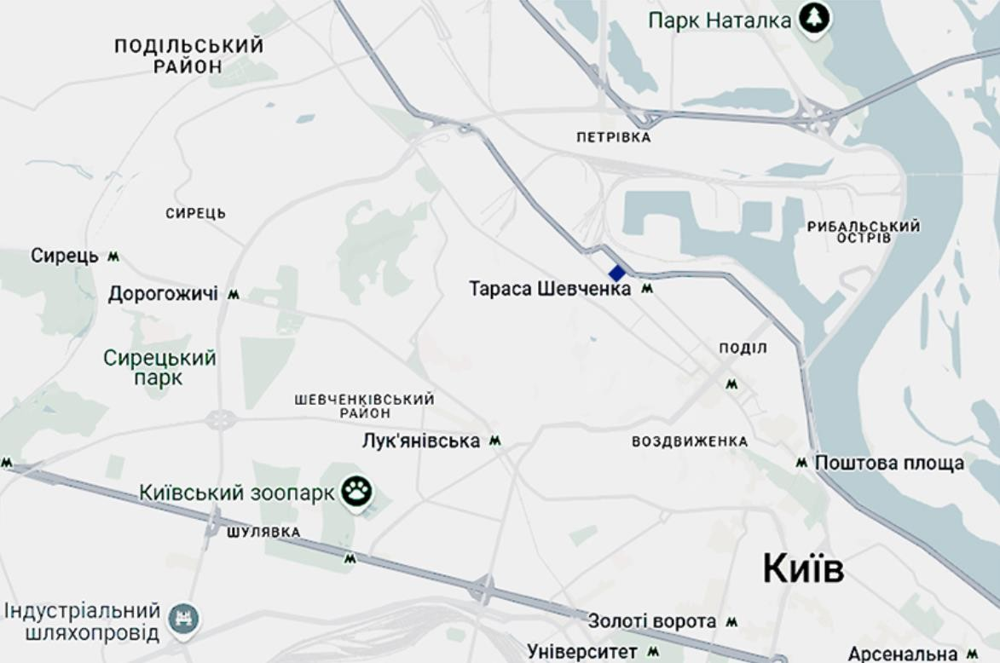 Парк Наталка
ПОДІЛЬСЬКИЙ
РАЙОН
ПЕТРІВКА
СИРЕЦЬ
РИБАЛЬСЬКИЙ
ОСТРІВ
Сирець
Дорогожичі
Тараса Шевченка
Сирецький
парк
ПОДІЛ
ШЕВЧЕНКІВСЬКИЙ
РАЙОН
Лук'янівська
ВОЗДВИЖЕНКА
Поштова площа
Київський зоопарк
ШУЛЯВКА
Київ
Індустріальний
шляхопровід
Золоті ворота
Університет
Арсенальна